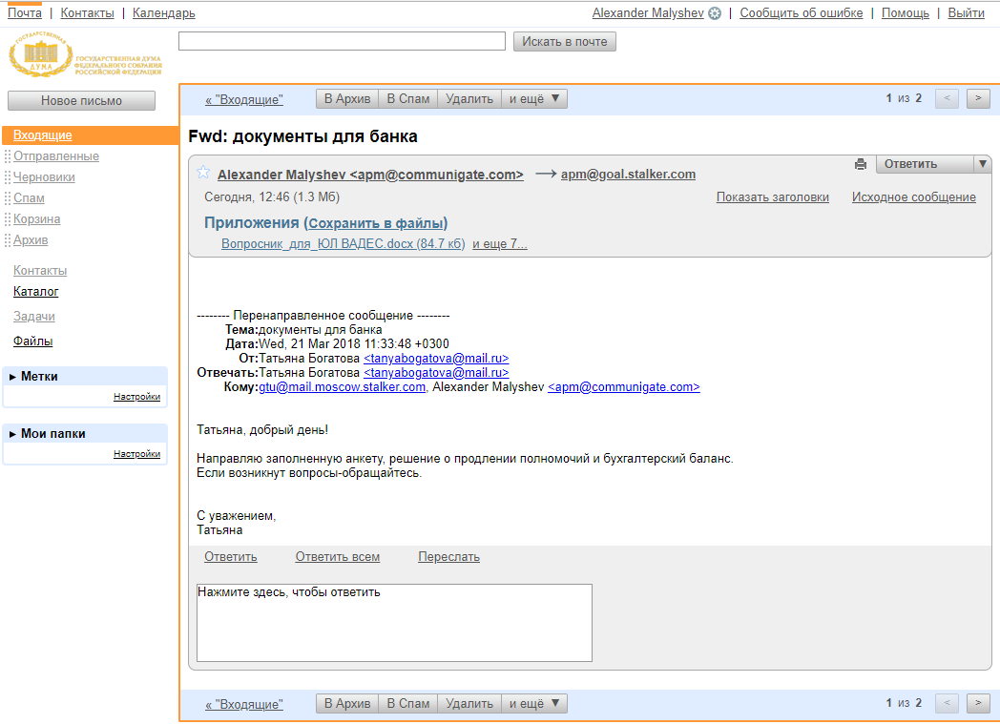 Почта | Контакты | Календарь
Alexander Malyshev | Сообщить об ошибке | Помощь | Выйти
ГОСУДАРСТВЕННАЯ
ДУМА
ГОСУДАРСТВЕННАЯ ДУМА
ФЕДЕРАЛЬНОГО СОБРАНИЯ
РОССИЙСКОЙ ФЕДЕРАЦИИ
Искать в почте
Новое письмо
Входящие
Отправленные
Черновики
Спам
Корзина
Архив
Контакты
Каталог
Задачи
Файлы
► Метки
Настройки
► Мои папки
Настройки
« "Входящие" В Архив В Спам Удалить и ещё ▼ 1 из 2 < >
Fwd: документы для банка
Alexander Malyshev <apm@communigate.com> → apm@goal.stalker.com
Ответить ▼
Сегодня, 12:46 (1.3 Мб) Показать заголовки Исходное сообщение
Приложения (Сохранить в файлы)
Вопросник_для_ЮЛ ВАДЕС.docx (84.7 кб) и еще 7...
-------- Перенаправленное сообщение --------
Тема:документы для банка
Дата:Wed, 21 Mar 2018 11:33:48 +0300
От:Татьяна Богатова <tanyabogatova@mail.ru>
Отвечать:Татьяна Богатова <tanyabogatova@mail.ru>
Кому:gtu@mail.moscow.stalker.com, Alexander Malyshev <apm@communigate.com>
Татьяна, добрый день!
Направляю заполненную анкету, решение о продлении полномочий и бухгалтерский баланс.
Если возникнут вопросы-обращайтесь.
С уважением,
Татьяна
Ответить Ответить всем Переслать
Нажмите здесь, чтобы ответить
« "Входящие" В Архив В Спам Удалить и ещё ▼ 1 из 2 < >